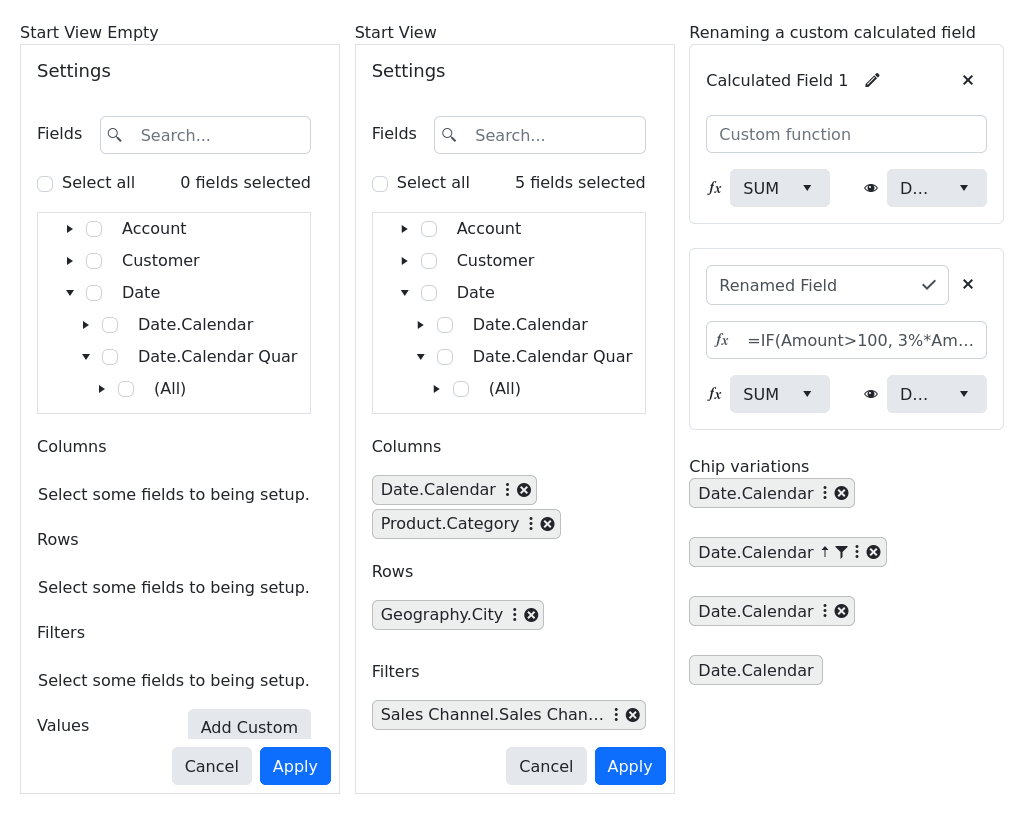 Start View Empty
Settings
Fields
Search...
Select all
0 fields selected
Account
Customer
Date
Date.Calendar
Date.Calendar Quar
(All)
Columns
Select some fields to being setup.
Rows
Select some fields to being setup.
Filters
Select some fields to being setup.
Values
Add Custom
Cancel
Apply
Start View
Settings
Fields
Search...
Select all
5 fields selected
Account
Customer
Date
Date.Calendar
Date.Calendar Quar
(All)
Columns
Date.Calendar
Product.Category
Rows
Geography.City
Filters
Sales Channel.Sales Chan...
Cancel
Apply
Renaming a custom calculated field
Calculated Field 1
Custom function
fx SUM
D...
Renamed Field
fx =IF(Amount>100, 3%*Am...
fx SUM
D...
Chip variations
Date.Calendar
Date.Calendar
Date.Calendar
Date.Calendar